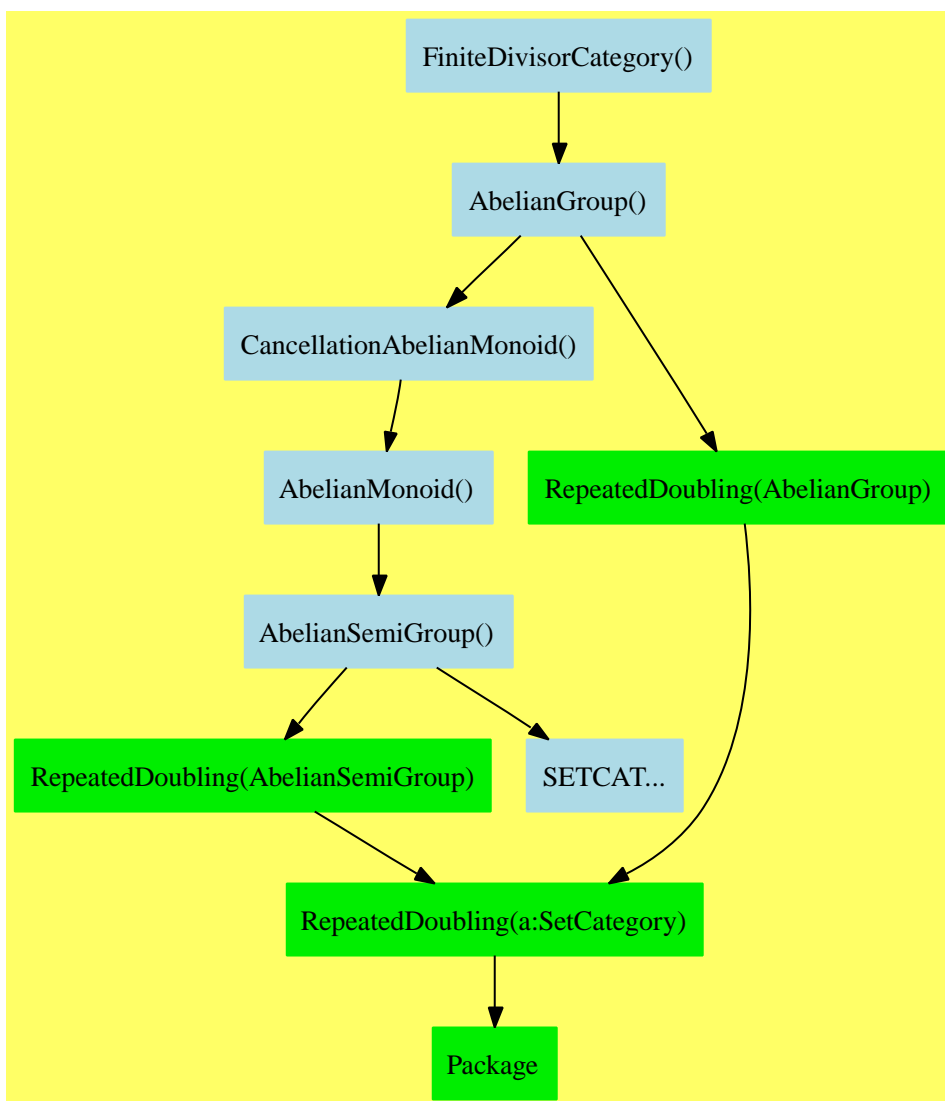 FiniteDivisorCategory()
AbelianGroup()
CancellationAbelianMonoid()
AbelianMonoid()
RepeatedDoubling(AbelianGroup)
AbelianSemiGroup()
RepeatedDoubling(AbelianSemiGroup)
SETCAT...
RepeatedDoubling(a:SetCategory)
Package